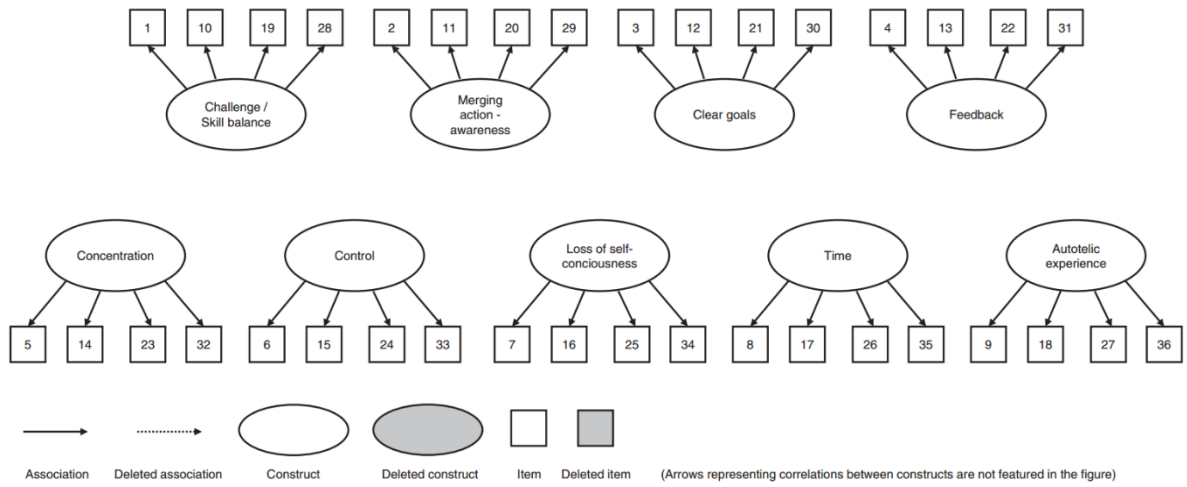 1 10 19 28 2 11 20 29 3 12 21 30 4 13 22 31
Challenge /
Skill balance
Merging
action -
awareness
Clear goals
Feedback
Concentration
Control
Loss of self-
conciousness
Time
Autotelic
experience
5 14 23 32 6 15 24 33 7 16 25 34 8 17 26 35 9 18 27 36
Association Deleted association Construct Deleted construct Item Deleted item (Arrows representing correlations between constructs are not featured in the figure)